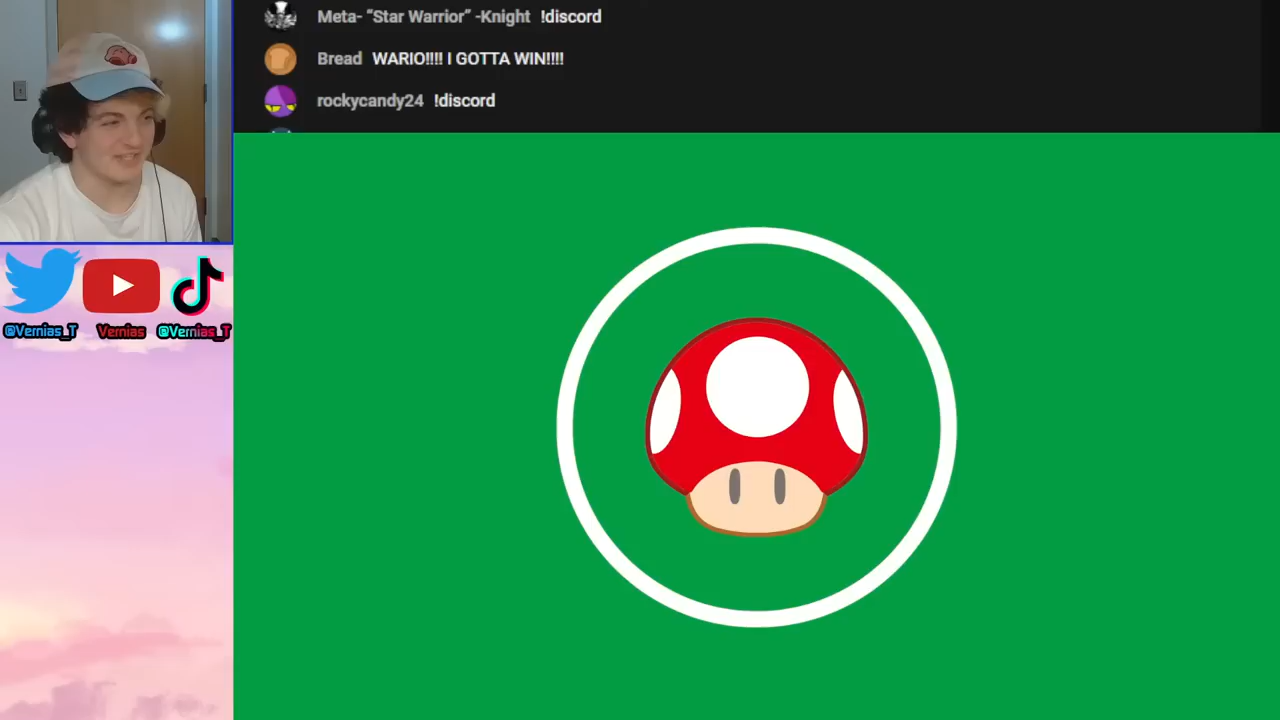 Meta- “Star Warrior” -Knight !discord
Bread WARIO!!!! I GOTTA WIN!!!!
rockycandy24 !discord
@Vernias_T Vernias @Vernias_T